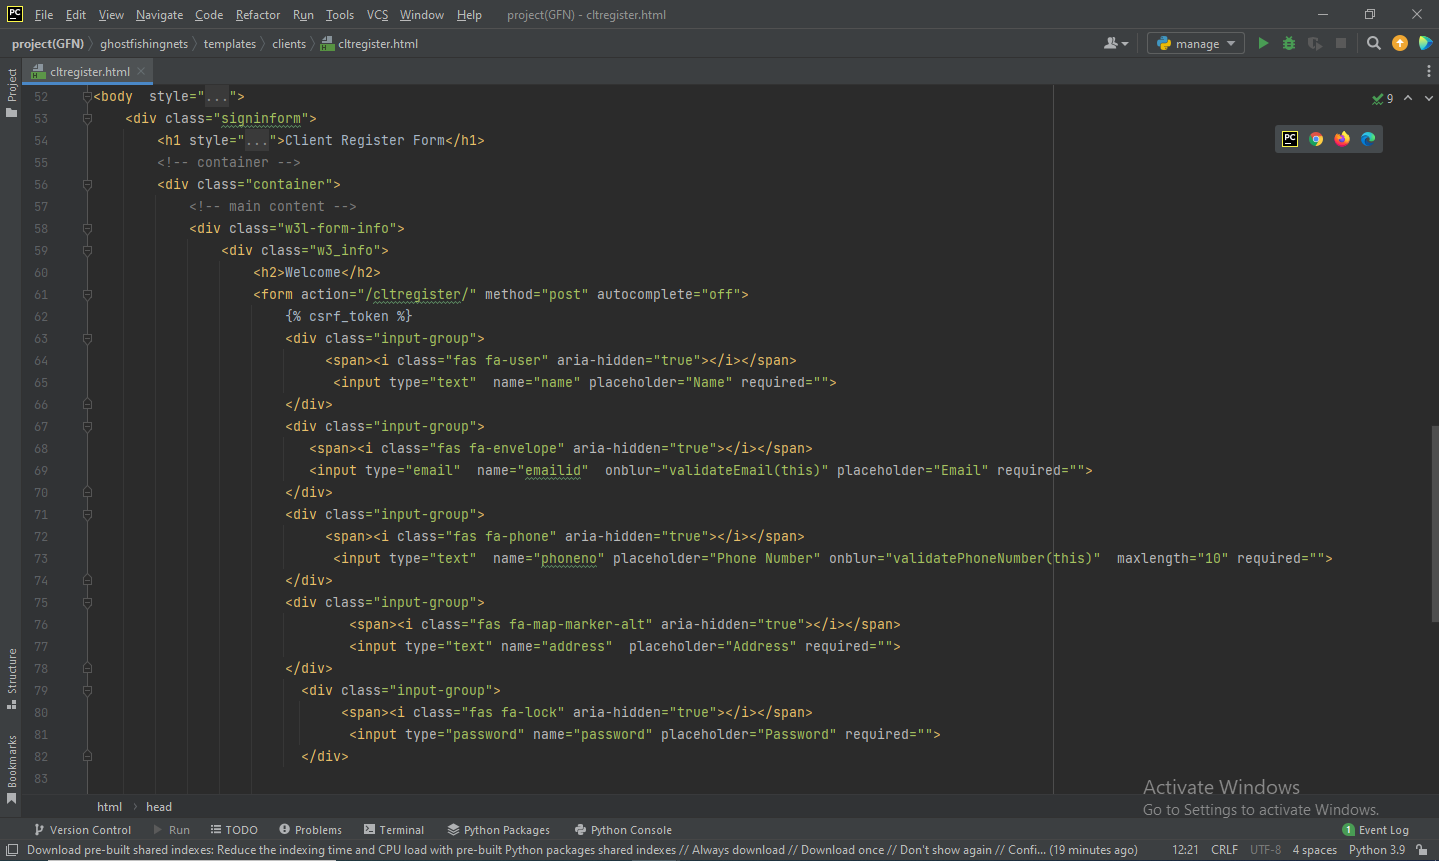 PC File Edit View Navigate Code Refactor Run Tools VCS Window Help project(GFN) - cltregister.html
project(GFN) ghostfishingnets templates clients cltregister.html manage
Project
cltregister.html
52 <body  style="...">
9
53 <div class="signinform">
54 <h1 style="...">Client Register Form</h1>
PC
55 <!-- container -->
56 <div class="container">
57 <!-- main content -->
58 <div class="w3l-form-info">
59 <div class="w3_info">
60 <h2>Welcome</h2>
61 <form action="/cltregister/" method="post" autocomplete="off">
62 {% csrf_token %}
63 <div class="input-group">
64 <span><i class="fas fa-user" aria-hidden="true"></i></span>
65 <input type="text"  name="name" placeholder="Name" required="">
66 </div>
67 <div class="input-group">
68 <span><i class="fas fa-envelope" aria-hidden="true"></i></span>
69 <input type="email"  name="emailid"  onblur="validateEmail(this)" placeholder="Email" required="">
70 </div>
71 <div class="input-group">
72 <span><i class="fas fa-phone" aria-hidden="true"></i></span>
73 <input type="text"  name="phoneno" placeholder="Phone Number" onblur="validatePhoneNumber(this)"  maxlength="10" required="">
74 </div>
75 <div class="input-group">
76 <span><i class="fas fa-map-marker-alt" aria-hidden="true"></i></span>
77 <input type="text" name="address"  placeholder="Address" required="">
78 </div>
79 <div class="input-group">
80 <span><i class="fas fa-lock" aria-hidden="true"></i></span>
81 <input type="password" name="password" placeholder="Password" required="">
82 </div>
83
Structure
Bookmarks
Activate Windows
Go to Settings to activate Windows.
html head
Version Control Run TODO Problems Terminal Python Packages Python Console 1 Event Log
Download pre-built shared indexes: Reduce the indexing time and CPU load with pre-built Python packages shared indexes // Always download // Download once // Don't show again // Confi... (19 minutes ago) 12:21 CRLF UTF-8 4 spaces Python 3.9